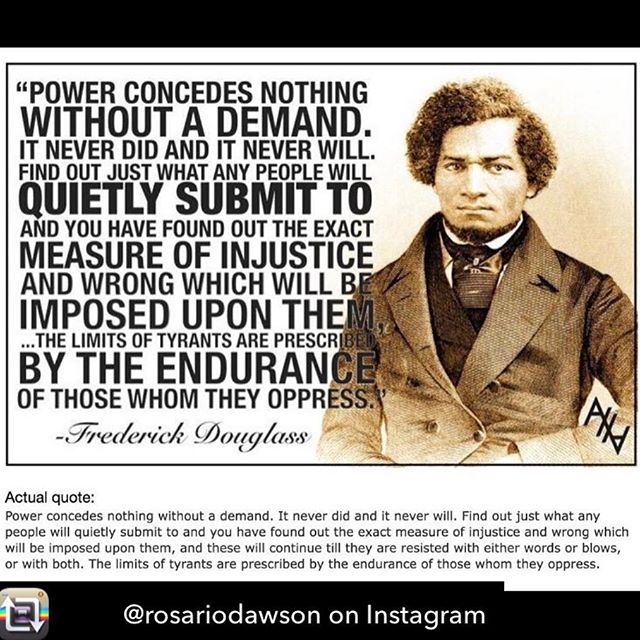 “POWER CONCEDES NOTHING
WITHOUT A DEMAND.
IT NEVER DID AND IT NEVER WILL.
FIND OUT JUST WHAT ANY PEOPLE WILL
QUIETLY SUBMIT TO
AND YOU HAVE FOUND OUT THE EXACT
MEASURE OF INJUSTICE
AND WRONG WHICH WILL BE
IMPOSED UPON THEM,
...THE LIMITS OF TYRANTS ARE PRESCRIBED
BY THE ENDURANCE
OF THOSE WHOM THEY OPPRESS.”
-Frederick Douglass
Actual quote:
Power concedes nothing without a demand. It never did and it never will. Find out just what any
people will quietly submit to and you have found out the exact measure of injustice and wrong which
will be imposed upon them, and these will continue till they are resisted with either words or blows,
or with both. The limits of tyrants are prescribed by the endurance of those whom they oppress.
@rosariodawson on Instagram